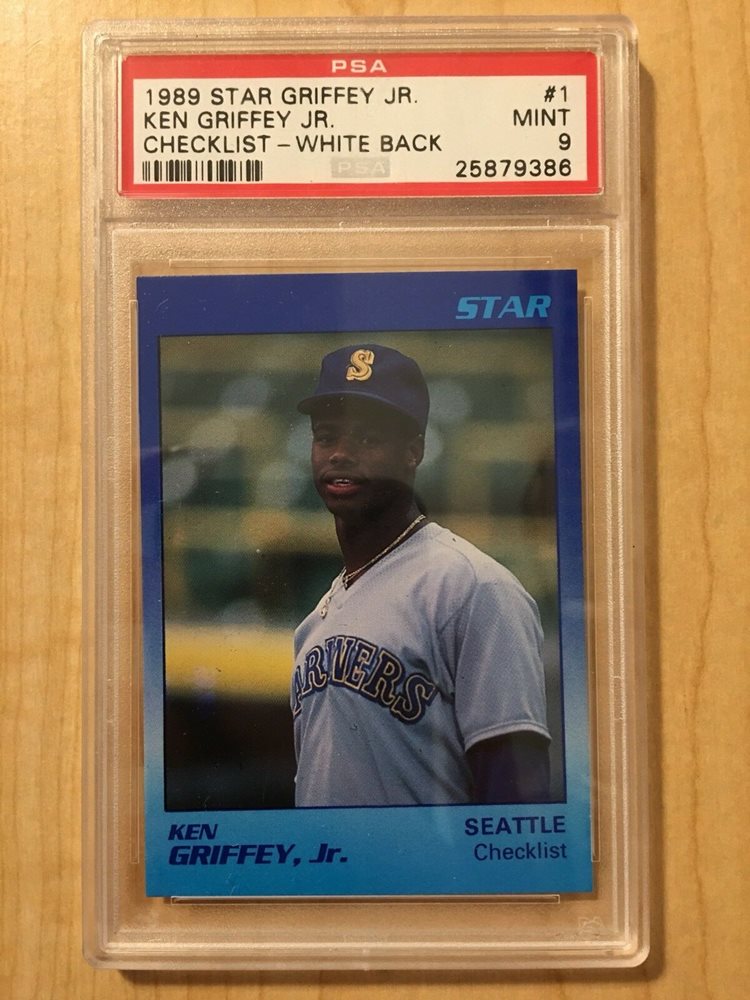 PSA
1989 STAR GRIFFEY JR. #1
KEN GRIFFEY JR. MINT
CHECKLIST - WHITE BACK 9
PSA 25879386
STAR
S
MARINERS
KEN SEATTLE
GRIFFEY, Jr. Checklist